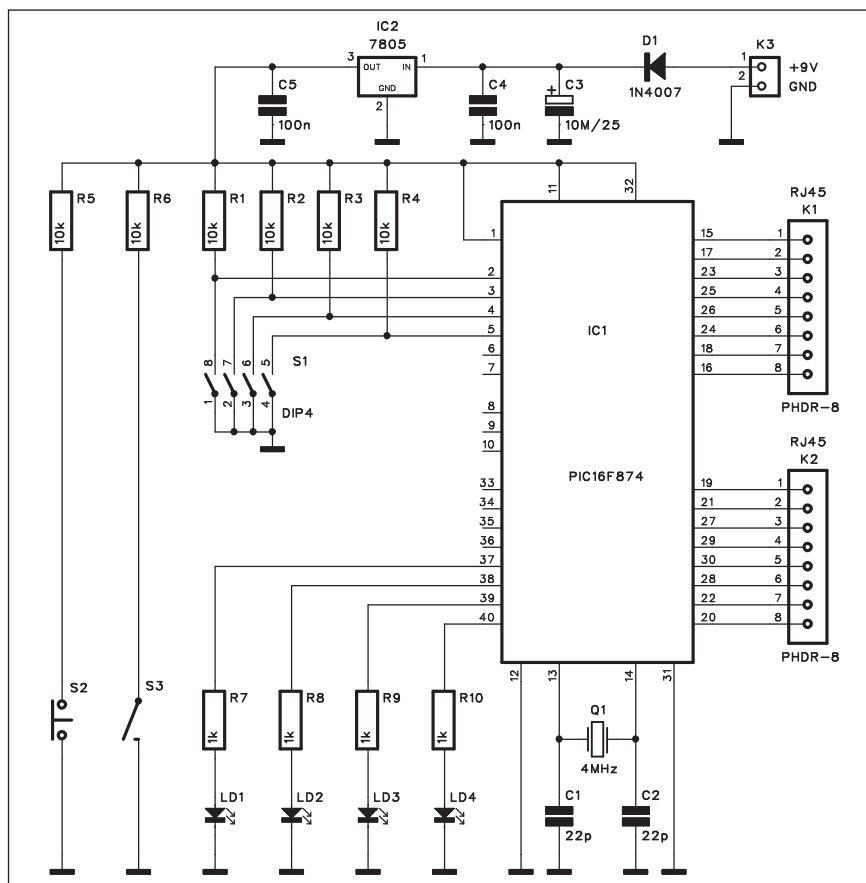 IC2
7805
D1
K3
3
OUT
IN
1
GND
2
1N4007
1
2
+9V
GND
C5
100n
C4
100n
+
C3
10M/25
R5
10k
R6
10k
R1
10k
R2
10k
R3
10k
R4
10k
11
32
RJ45
K1
1
2
3
4
5
6
7
8
9
10
33
34
35
36
37
38
39
40
IC1
PIC16F874
15
17
23
25
26
24
18
16
1
2
3
4
5
6
7
8
PHDR-8
8
7
6
5
S1
1
2
3
4
DIP4
RJ45
K2
19
21
27
29
30
28
22
20
1
2
3
4
5
6
7
8
PHDR-8
12
13
14
31
S2
S3
R7
1k
R8
1k
R9
1k
R10
1k
Q1
4MHz
LD1
LD2
LD3
LD4
C1
22p
C2
22p